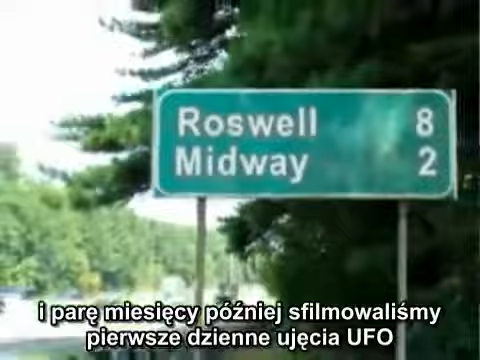 Roswell 8
Midway 2
i parę miesięcy później sfilmowaliśmy
pierwsze dzienne ujęcia UFO